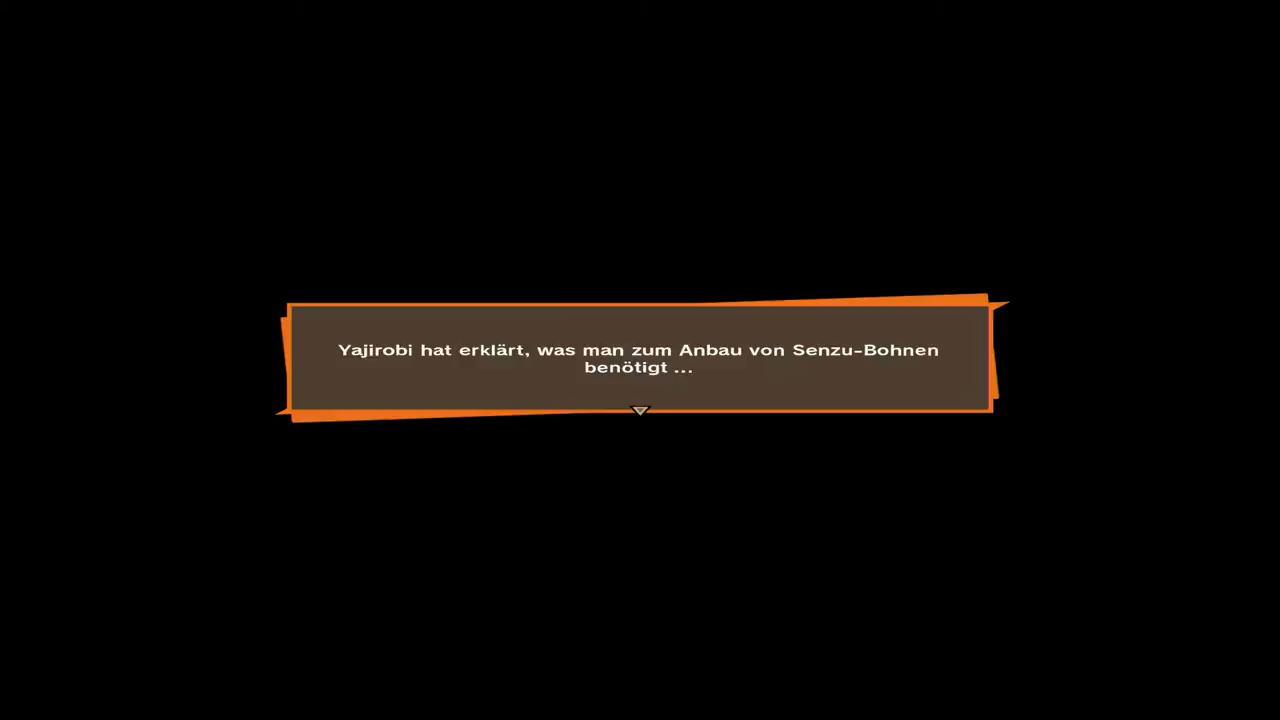 Yajirobi hat erklärt, was man zum Anbau von Senzu-Bohnen
benötigt ...